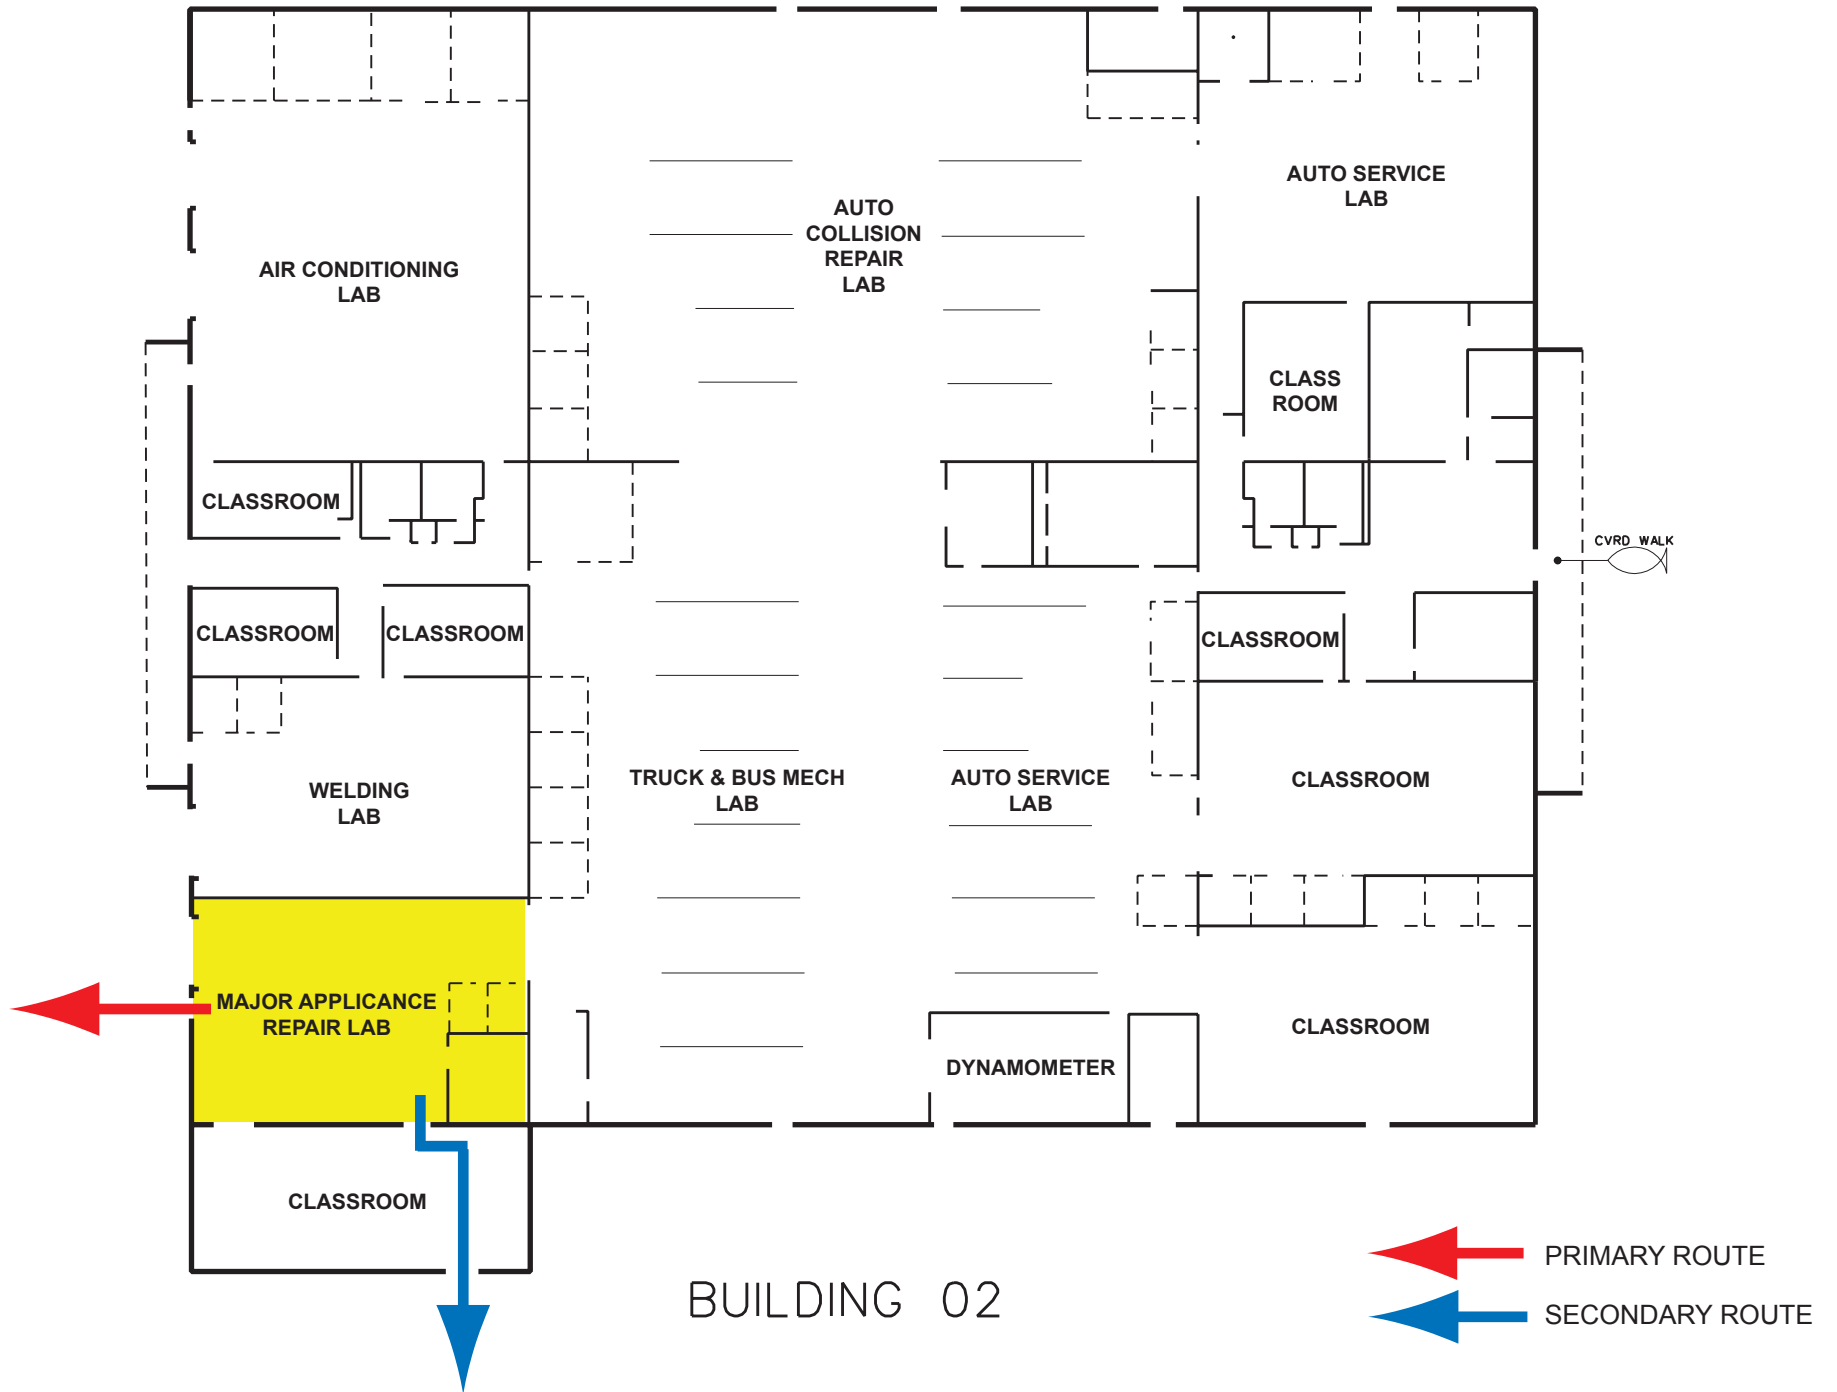 AUTO SERVICE
LAB
AUTO
COLLISION
REPAIR
LAB
AIR CONDITIONING
LAB
CLASS
ROOM
CLASSROOM
CVRD WALK
CLASSROOM
CLASSROOM
CLASSROOM
WELDING
LAB
TRUCK & BUS MECH
LAB
AUTO SERVICE
LAB
CLASSROOM
MAJOR APPLICANCE
REPAIR LAB
CLASSROOM
DYNAMOMETER
CLASSROOM
BUILDING 02
PRIMARY ROUTE
SECONDARY ROUTE